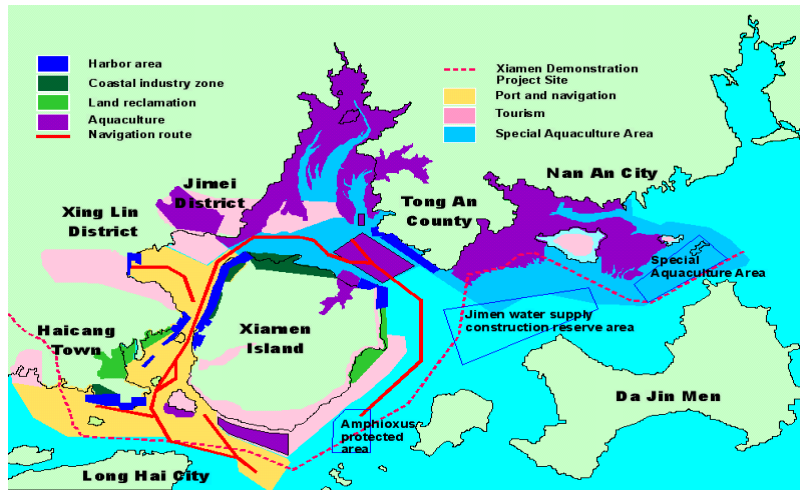 Harbor area
Coastal industry zone
Land reclamation
Aquaculture
Navigation route
Xiamen Demonstration
Project Site
Port and navigation
Tourism
Special Aquaculture Area
Jimei
District
Xing Lin
District
Tong An
County
Nan An City
Special
Aquaculture Area
Jimen water supply
construction reserve area
Haicang
Town
Xiamen
Island
Da Jin Men
Amphioxus
protected
area
Long Hai City